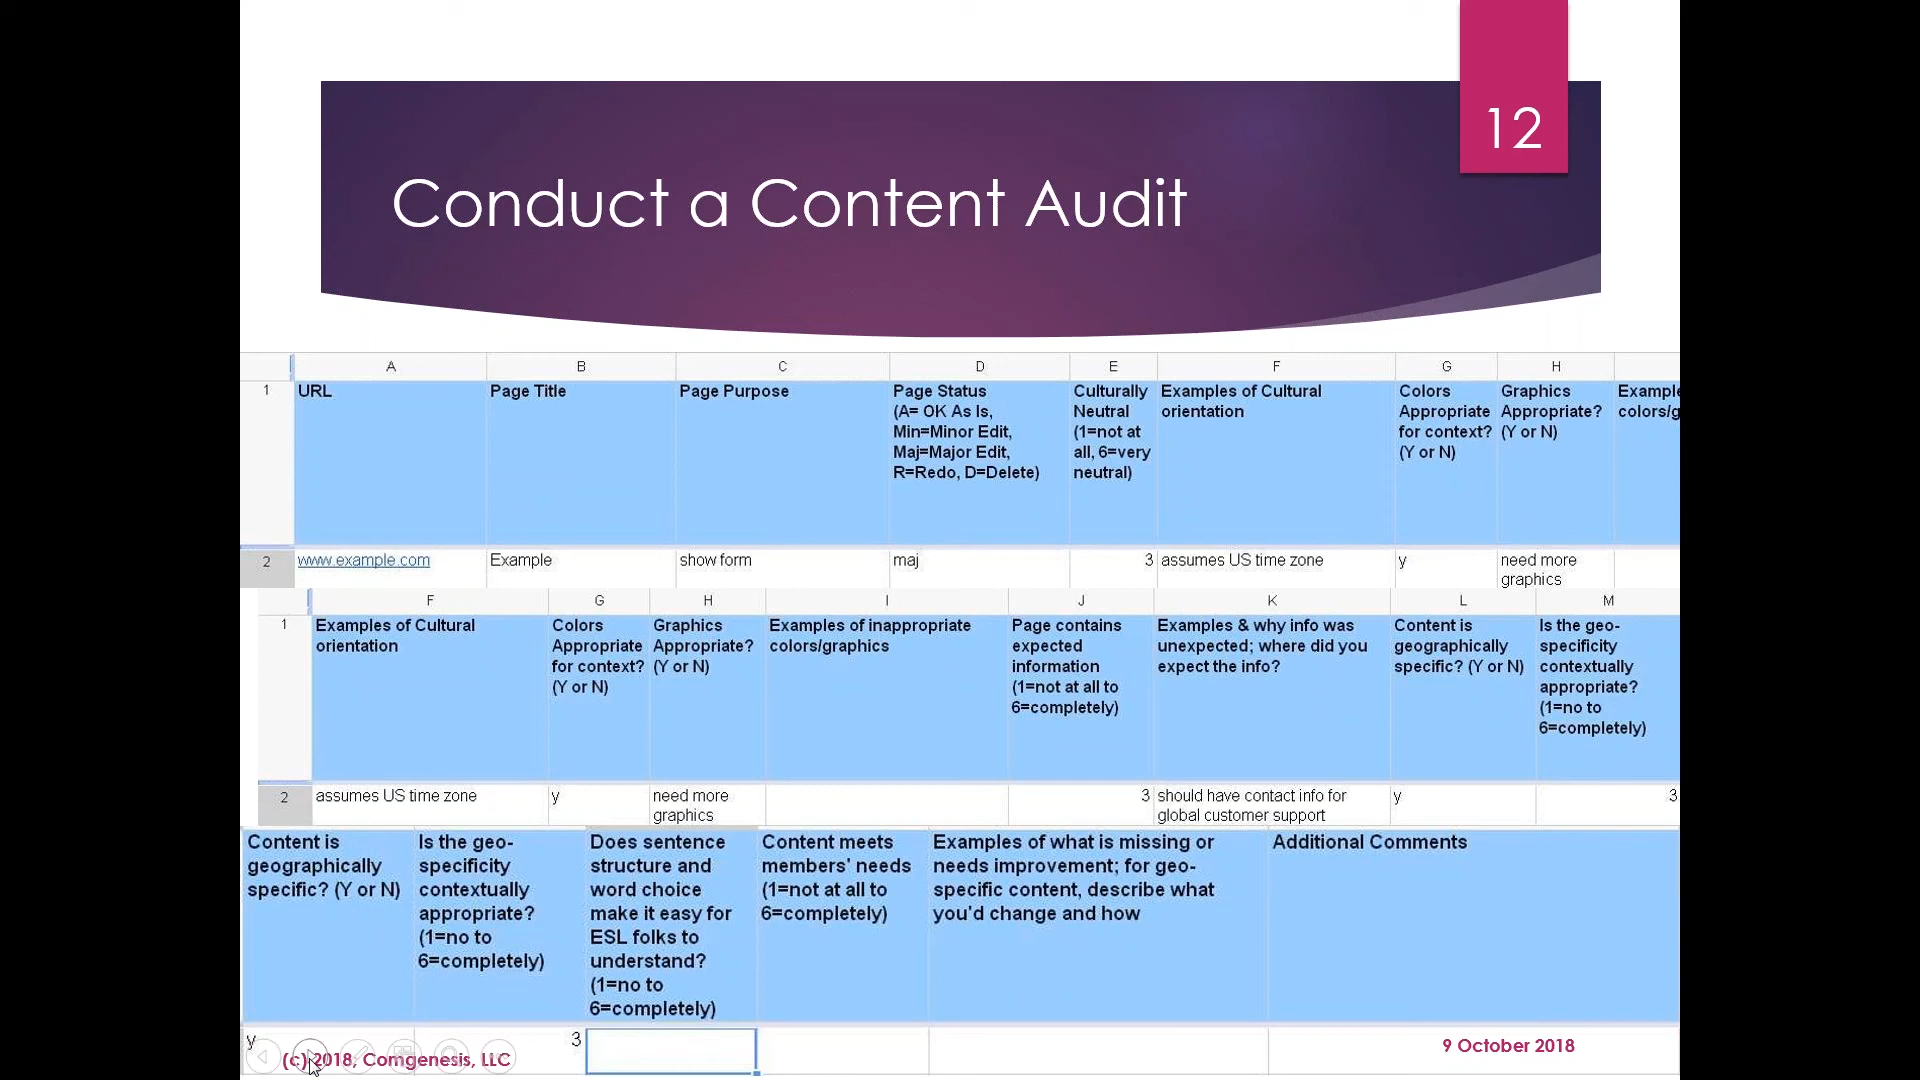 12
Conduct a Content Audit
A B C D E F G H
1 URL Page Title Page Purpose Page Status Culturally Examples of Cultural Colors Graphics Example
(A= OK As Is, Neutral orientation Appropriate Appropriate? colors/g
Min=Minor Edit, (1=not at for context? (Y or N)
Maj=Major Edit, all, 6=very (Y or N)
R=Redo, D=Delete) neutral)
2 www.example.com Example show form maj 3 assumes US time zone y need more
graphics
F G H I J K L M
1 Examples of Cultural Colors Graphics Examples of inappropriate Page contains Examples & why info was Content is Is the geo-
orientation Appropriate Appropriate? colors/graphics expected unexpected; where did you geographically specificity
for context? (Y or N) information expect the info? specific? (Y or N) contextually
(Y or N) (1=not at all to appropriate?
6=completely) (1=no to
6=completely)
2 assumes US time zone y need more 3 should have contact info for y 3
graphics global customer support
Content is Is the geo- Does sentence Content meets Examples of what is missing or Additional Comments
geographically specificity structure and members' needs needs improvement; for geo-
specific? (Y or N) contextually word choice (1=not at all to specific content, describe what
appropriate? make it easy for 6=completely) you'd change and how
(1=no to ESL folks to
6=completely) understand?
(1=no to
6=completely)
y 3
(c) 2018, Comgenesis, LLC 9 October 2018